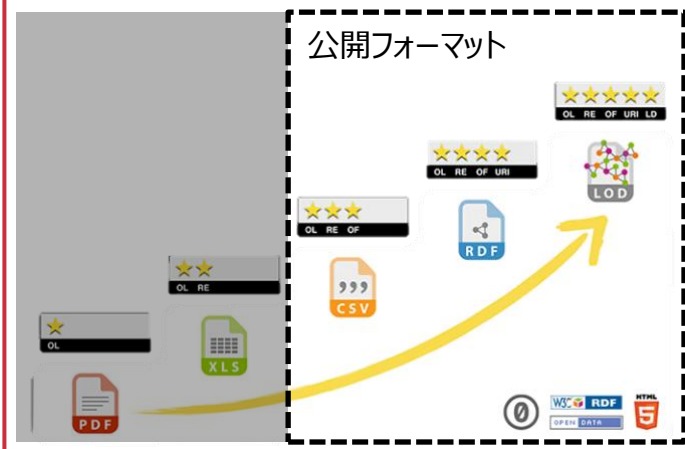 公開フォーマット
OL RE OF URI LD
LOD
OL RE OF URI
RDF
OL RE OF
CSV
OL RE
XLS
OL
PDF
W3C RDF
OPEN DATA
HTML
5
0